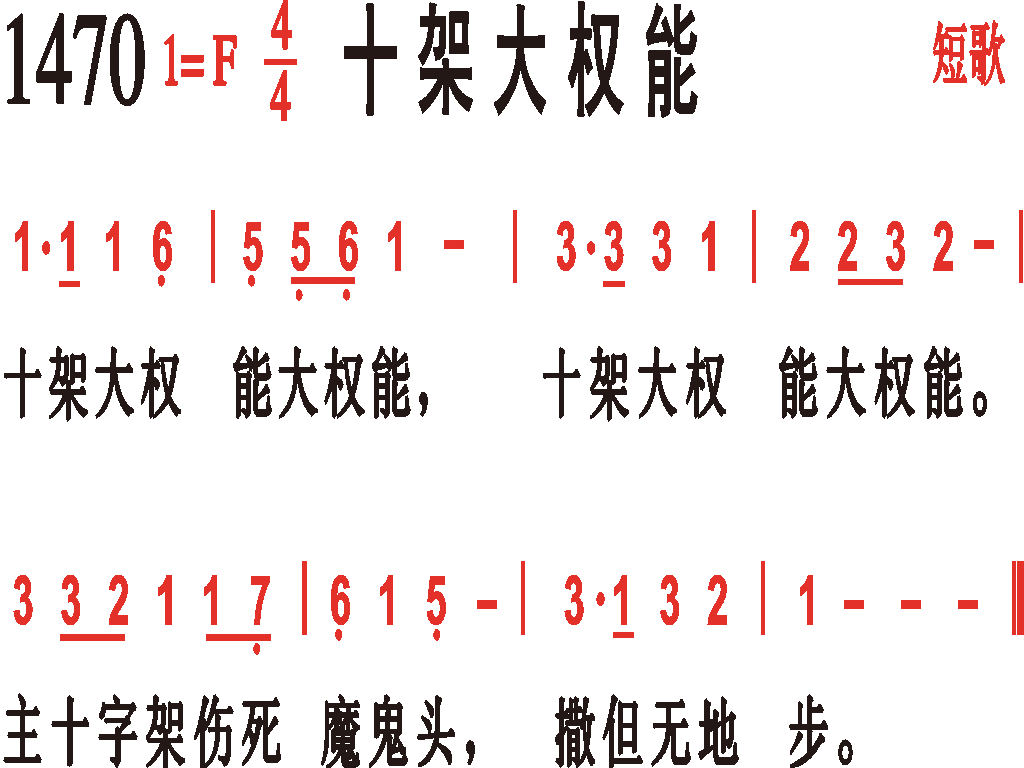 1470 1=F 4/4 十架大权能 短歌
1·1 1 6 | 5 5 6 1 - | 3·3 3 1 | 2 2 3 2 - |
十架大权 能大权能， 十架大权 能大权能。
3 3 2 1 1 7 | 6 1 5 - | 3·1 3 2 | 1 - - - ‖
主十字架伤死 魔鬼头， 撒但无地 步。